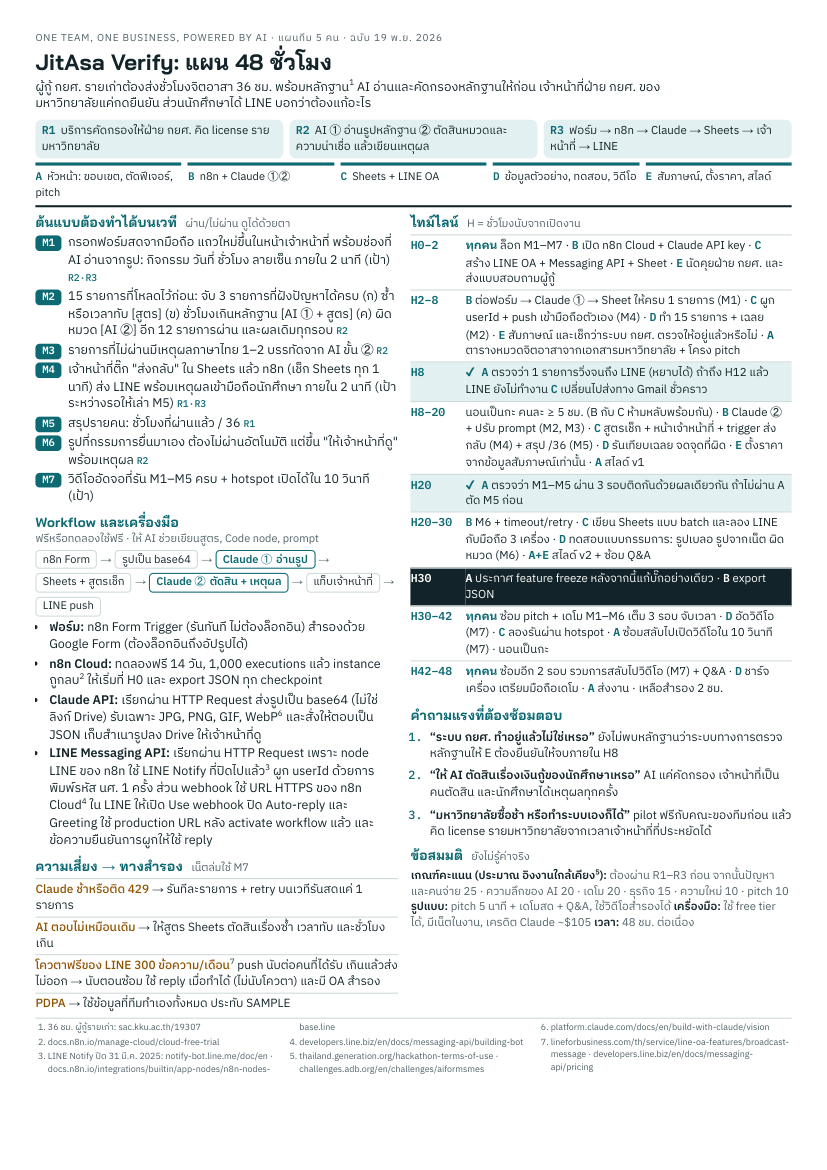 ONE TEAM, ONE BUSINESS, POWERED BY AI · แผนทีม 5 คน · ฉบับ 19 พ.ย. 2026
JitAsa Verify: แผน 48 ชั่วโมง
ผู้กู้ กยศ. รายเก่าต้องส่งชั่วโมงจิตอาสา 36 ชม. พร้อมหลักฐาน¹ AI อ่านและคัดกรองหลักฐานให้ก่อน เจ้าหน้าที่ฝ่าย กยศ. ของ
มหาวิทยาลัยแค่กดยืนยัน ส่วนนักศึกษาได้ LINE บอกว่าต้องแก้อะไร
R1 บริการคัดกรองให้ฝ่าย กยศ. คิด license ราย
มหาวิทยาลัย
R2 AI ① อ่านรูปหลักฐาน ② ตัดสินหมวดและ
ความน่าเชื่อ แล้วเขียนเหตุผล
R3 ฟอร์ม → n8n → Claude → Sheets → เจ้า
หน้าที่ → LINE
A หัวหน้า: ขอบเขต, ตัดฟีเจอร์,
pitch
B n8n + Claude ①②
C Sheets + LINE OA
D ข้อมูลตัวอย่าง, ทดสอบ, วิดีโอ
E สัมภาษณ์, ตั้งราคา, สไลด์
ต้นแบบต้องทำได้บนเวที ผ่าน/ไม่ผ่าน ดูได้ด้วยตา
M1 กรอกฟอร์มสดจากมือถือ แถวใหม่ขึ้นในหน้าเจ้าหน้าที่ พร้อมช่องที่
AI อ่านจากรูป: กิจกรรม วันที่ ชั่วโมง ลายเซ็น ภายใน 2 นาที (เป้า)
R2·R3
M2 15 รายการที่โหลดไว้ก่อน: จับ 3 รายการที่ฝังปัญหาได้ครบ (ก) ซ้ำ
หรือเวลาทับ [สูตร] (ข) ชั่วโมงเกินหลักฐาน [AI ① + สูตร] (ค) ผิด
หมวด [AI ②] อีก 12 รายการผ่าน และผลเดิมทุกรอบ R2
M3 รายการที่ไม่ผ่านมีเหตุผลภาษาไทย 1–2 บรรทัดจาก AI ขั้น ② R2
M4 เจ้าหน้าที่ติ๊ก "ส่งกลับ" ใน Sheets แล้ว n8n (เช็ก Sheets ทุก 1
นาที) ส่ง LINE พร้อมเหตุผลเข้ามือถือนักศึกษา ภายใน 2 นาที (เป้า
ระหว่างรอให้เล่า M5) R1·R3
M5 สรุปรายคน: ชั่วโมงที่ผ่านแล้ว / 36 R1
M6 รูปที่กรรมการยื่นมาเอง ต้องไม่ผ่านอัตโนมัติ แต่ขึ้น "ให้เจ้าหน้าที่ดู"
พร้อมเหตุผล R2
M7 วิดีโออัดจอที่รัน M1–M5 ครบ + hotspot เปิดได้ใน 10 วินาที
(เป้า)
Workflow และเครื่องมือ
ฟรีหรือทดลองใช้ฟรี · ให้ AI ช่วยเขียนสูตร, Code node, prompt
n8n Form → รูปเป็น base64 → Claude ① อ่านรูป →
Sheets + สูตรเช็ก → Claude ② ตัดสิน + เหตุผล → แท็บเจ้าหน้าที่ →
LINE push
• ฟอร์ม: n8n Form Trigger (รันทันที ไม่ต้องล็อกอิน) สำรองด้วย
Google Form (ต้องล็อกอินถึงอัปรูปได้)
• n8n Cloud: ทดลองฟรี 14 วัน, 1,000 executions แล้ว instance
ถูกลบ² ให้เริ่มที่ H0 และ export JSON ทุก checkpoint
• Claude API: เรียกผ่าน HTTP Request ส่งรูปเป็น base64 (ไม่ใช่
ลิงก์ Drive) รับเฉพาะ JPG, PNG, GIF, WebP⁶ และสั่งให้ตอบเป็น
JSON เก็บสำเนารูปลง Drive ให้เจ้าหน้าที่ดู
• LINE Messaging API: เรียกผ่าน HTTP Request เพราะ node
LINE ของ n8n ใช้ LINE Notify ที่ปิดไปแล้ว³ ผูก userId ด้วยการ
พิมพ์รหัส นศ. 1 ครั้ง ส่วน webhook ใช้ URL HTTPS ของ n8n
Cloud⁴ ใน LINE ให้เปิด Use webhook ปิด Auto-reply และ
Greeting ใช้ production URL หลัง activate workflow แล้ว และ
ข้อความยืนยันการผูกให้ใช้ reply
ความเสี่ยง → ทางสำรอง เน็ตล่มใช้ M7
Claude ช้าหรือติด 429 → รันทีละรายการ + retry บนเวทีรันสดแค่ 1
รายการ
AI ตอบไม่เหมือนเดิม → ให้สูตร Sheets ตัดสินเรื่องซ้ำ เวลาทับ และชั่วโมง
เกิน
โควตาฟรีของ LINE 300 ข้อความ/เดือน⁷ push นับต่อคนที่ได้รับ เกินแล้วส่ง
ไม่ออก → นับตอนซ้อม ใช้ reply เมื่อทำได้ (ไม่นับโควตา) และมี OA สำรอง
PDPA → ใช้ข้อมูลที่ทีมทำเองทั้งหมด ประทับ SAMPLE
ไทม์ไลน์ H = ชั่วโมงนับจากเปิดงาน
H0–2 ทุกคน ล็อก M1–M7 · B เปิด n8n Cloud + Claude API key · C
สร้าง LINE OA + Messaging API + Sheet · E นัดคุยฝ่าย กยศ. และ
ส่งแบบสอบถามผู้กู้
H2–8 B ต่อฟอร์ม → Claude ① → Sheet ให้ครบ 1 รายการ (M1) · C ผูก
userId + push เข้ามือถือตัวเอง (M4) · D ทำ 15 รายการ + เฉลย
(M2) · E สัมภาษณ์ และเช็กว่าระบบ กยศ. ตรวจให้อยู่แล้วหรือไม่ · A
ตารางหมวดจิตอาสาจากเอกสารมหาวิทยาลัย + โครง pitch
H8 ✓ A ตรวจว่า 1 รายการวิ่งจนถึง LINE (หยาบได้) ถ้าถึง H12 แล้ว
LINE ยังไม่ทำงาน C เปลี่ยนไปส่งทาง Gmail ชั่วคราว
H8–20 นอนเป็นกะ คนละ ≥ 5 ชม. (B กับ C ห้ามหลับพร้อมกัน) · B Claude ②
+ ปรับ prompt (M2, M3) · C สูตรเช็ก + หน้าเจ้าหน้าที่ + trigger ส่ง
กลับ (M4) + สรุป /36 (M5) · D รันเทียบเฉลย จดจุดที่ผิด · E ตั้งราคา
จากข้อมูลสัมภาษณ์เท่านั้น · A สไลด์ v1
H20 ✓ A ตรวจว่า M1–M5 ผ่าน 3 รอบติดกันด้วยผลเดียวกัน ถ้าไม่ผ่าน A
ตัด M5 ก่อน
H20–30 B M6 + timeout/retry · C เขียน Sheets แบบ batch และลอง LINE
กับมือถือ 3 เครื่อง · D ทดสอบแบบกรรมการ: รูปเบลอ รูปจากเน็ต ผิด
หมวด (M6) · A+E สไลด์ v2 + ซ้อม Q&A
H30 A ประกาศ feature freeze หลังจากนี้แก้บั๊กอย่างเดียว · B export
JSON
H30–42 ทุกคน ซ้อม pitch + เดโม M1–M6 เต็ม 3 รอบ จับเวลา · D อัดวิดีโอ
(M7) · C ลองรันผ่าน hotspot · A ซ้อมสลับไปเปิดวิดีโอใน 10 วินาที
(M7) · นอนเป็นกะ
H42–48 ทุกคน ซ้อมอีก 2 รอบ รวมการสลับไปวิดีโอ (M7) + Q&A · D ชาร์จ
เครื่อง เตรียมมือถือเดโม · A ส่งงาน · เหลือสำรอง 2 ชม.
คำถามแรงที่ต้องซ้อมตอบ
1. “ระบบ กยศ. ทำอยู่แล้วไม่ใช่เหรอ” ยังไม่พบหลักฐานว่าระบบทางการตรวจ
หลักฐานให้ E ต้องยืนยันให้จบภายใน H8
2. “ให้ AI ตัดสินเรื่องเงินกู้ของนักศึกษาเหรอ” AI แค่คัดกรอง เจ้าหน้าที่เป็น
คนตัดสิน และนักศึกษาได้เหตุผลทุกครั้ง
3. “มหาวิทยาลัยซื้อช้า หรือทำระบบเองก็ได้” pilot ฟรีกับคณะของทีมก่อน แล้ว
คิด license รายมหาวิทยาลัยจากเวลาเจ้าหน้าที่ที่ประหยัดได้
ข้อสมมติ ยังไม่รู้ค่าจริง
เกณฑ์คะแนน (ประมาณ อิงงานใกล้เคียง⁵): ต้องผ่าน R1–R3 ก่อน จากนั้นปัญหา
และคนจ่าย 25 · ความลึกของ AI 20 · เดโม 20 · ธุรกิจ 15 · ความใหม่ 10 · pitch 10
รูปแบบ: pitch 5 นาที + เดโมสด + Q&A, ใช้วิดีโอสำรองได้ เครื่องมือ: ใช้ free tier
ได้, มีเน็ตในงาน, เครดิต Claude ~$105 เวลา: 48 ชม. ต่อเนื่อง
1. 36 ชม. ผู้กู้รายเก่า: sac.kku.ac.th/19307
2. docs.n8n.io/manage-cloud/cloud-free-trial
3. LINE Notify ปิด 31 มี.ค. 2025: notify-bot.line.me/doc/en ·
docs.n8n.io/integrations/builtin/app-nodes/n8n-nodes-
base.line
4. developers.line.biz/en/docs/messaging-api/building-bot
5. thailand.generation.org/hackathon-terms-of-use ·
challenges.adb.org/en/challenges/aiformsmes
6. platform.claude.com/docs/en/build-with-claude/vision
7. lineforbusiness.com/th/service/line-oa-features/broadcast-
message · developers.line.biz/en/docs/messaging-
api/pricing